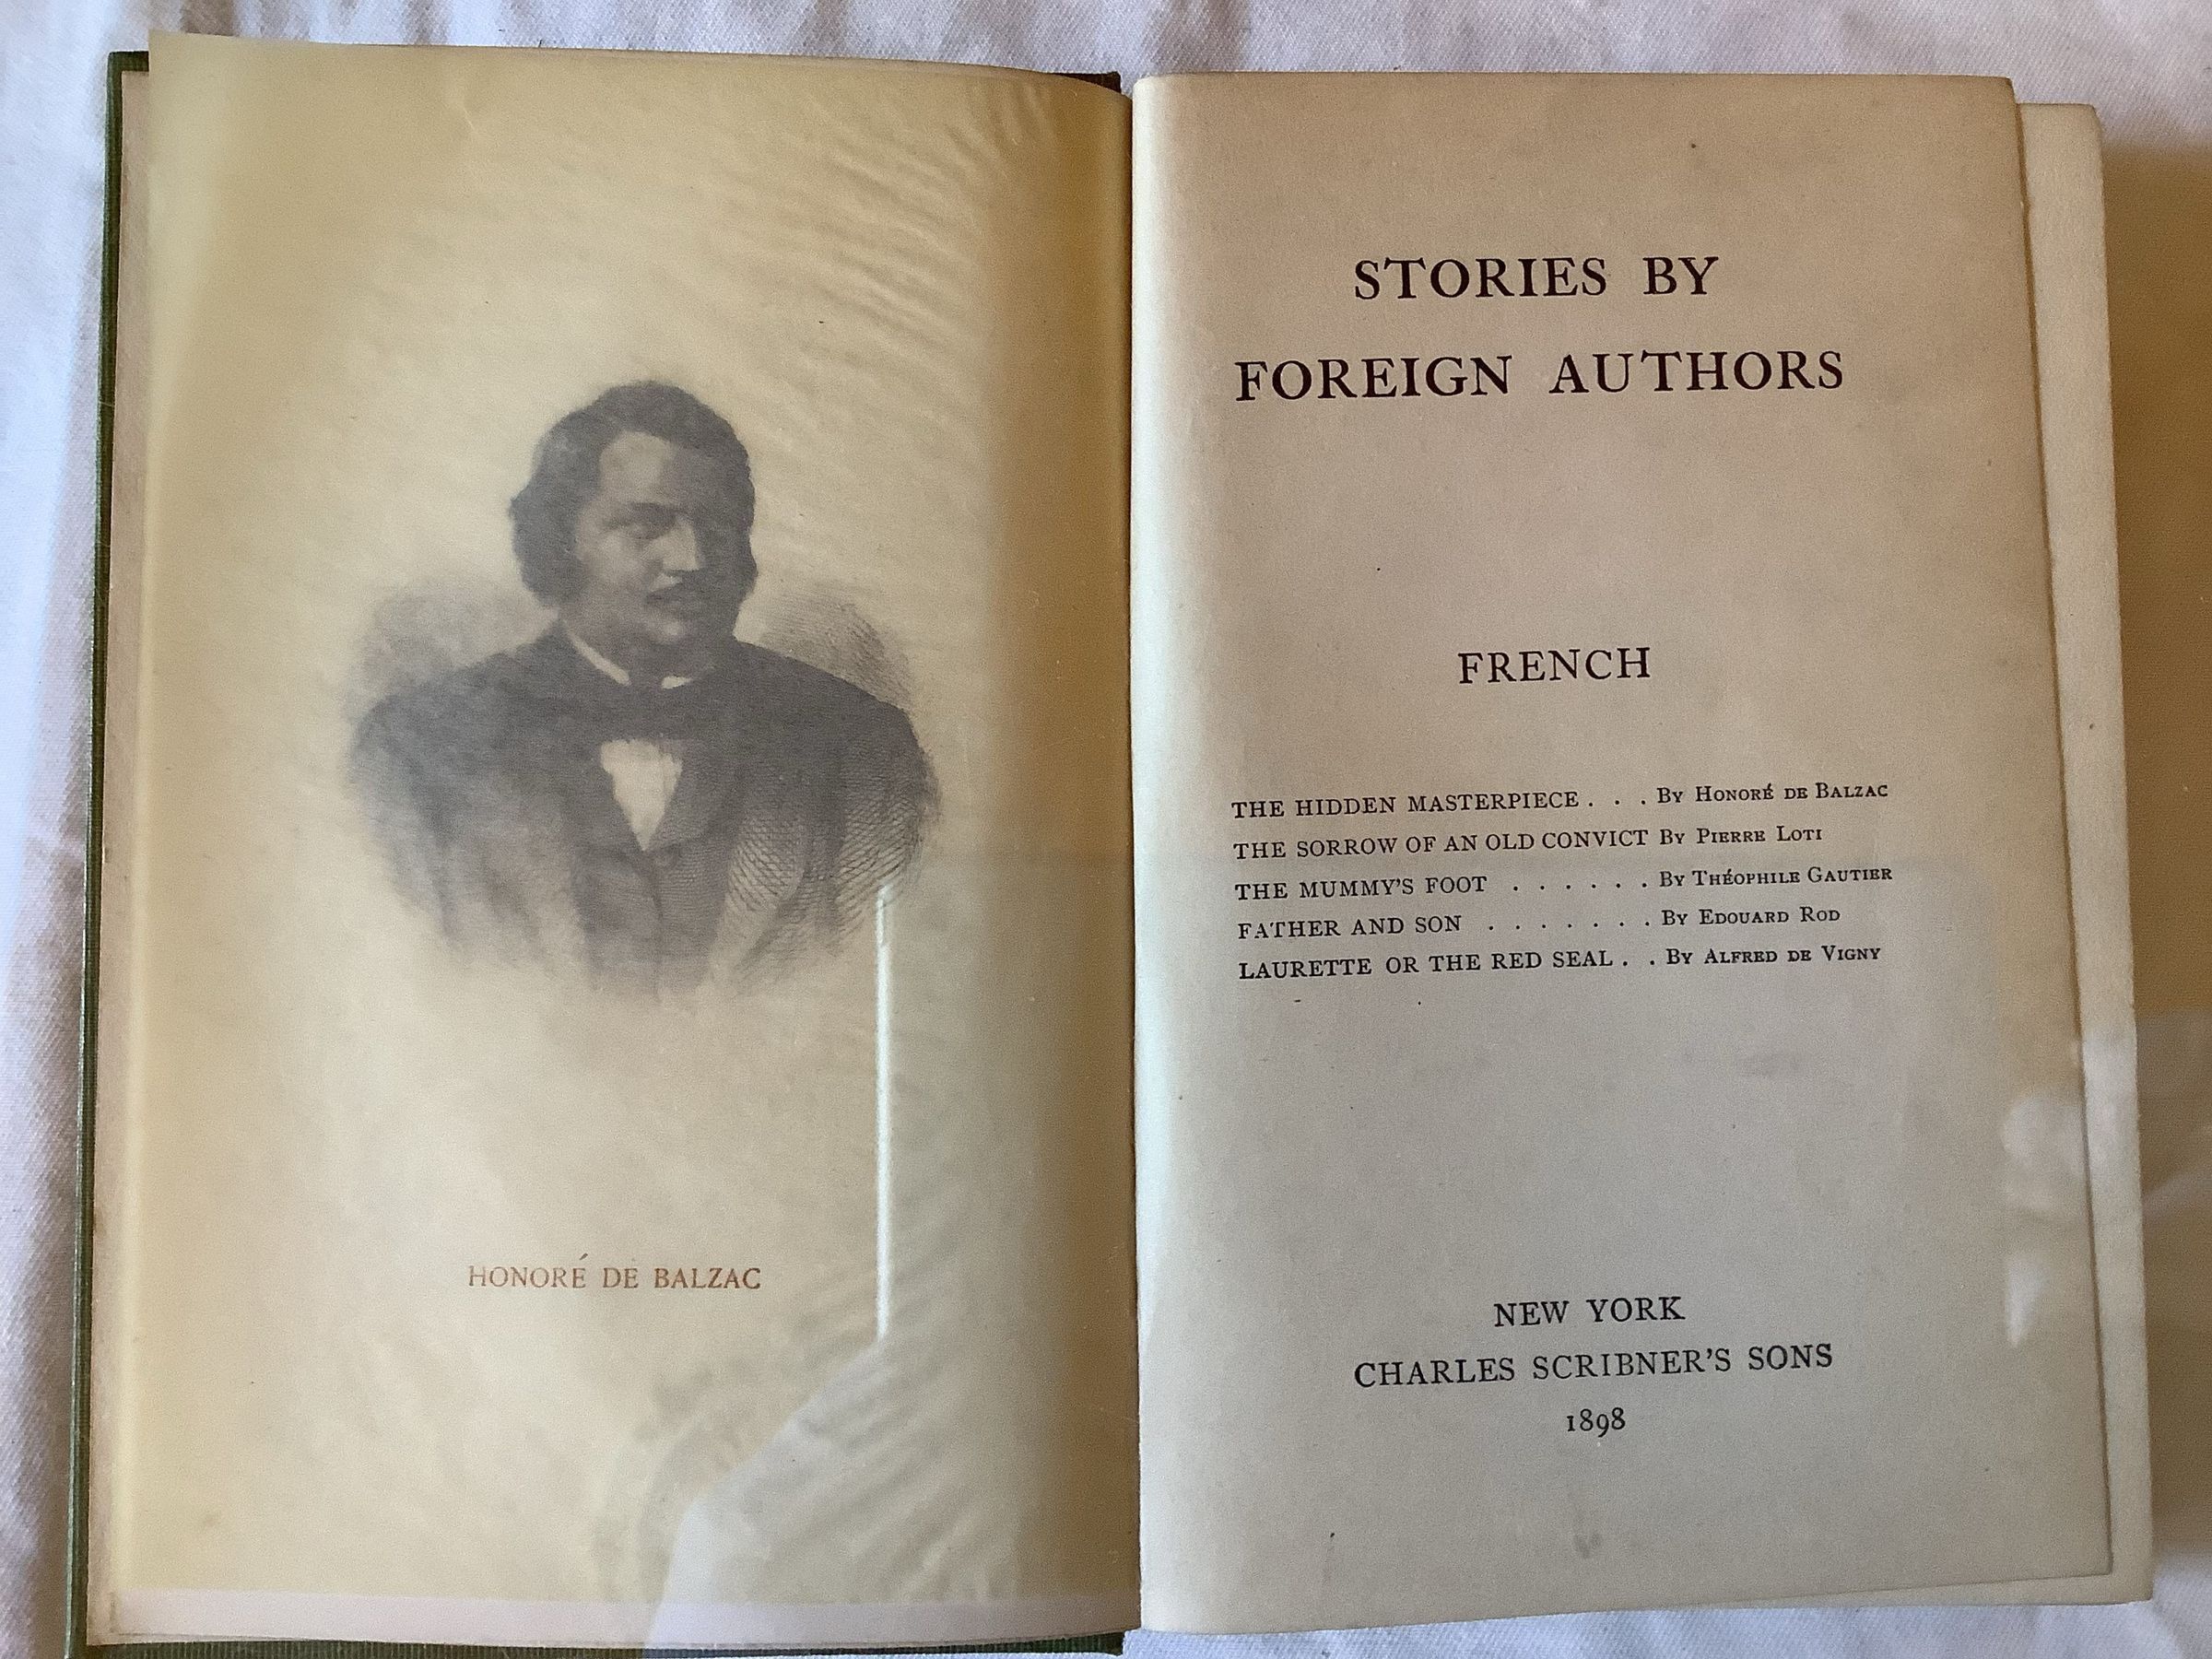 HONORÉ DE BALZAC
STORIES BY
FOREIGN AUTHORS
FRENCH
THE HIDDEN MASTERPIECE . . . By Honoré de Balzac
THE SORROW OF AN OLD CONVICT By Pierre Loti
THE MUMMY'S FOOT . . . . . . By Théophile Gautier
FATHER AND SON . . . . . . . By Edouard Rod
LAURETTE OR THE RED SEAL . . By Alfred de Vigny
NEW YORK
CHARLES SCRIBNER'S SONS
1898